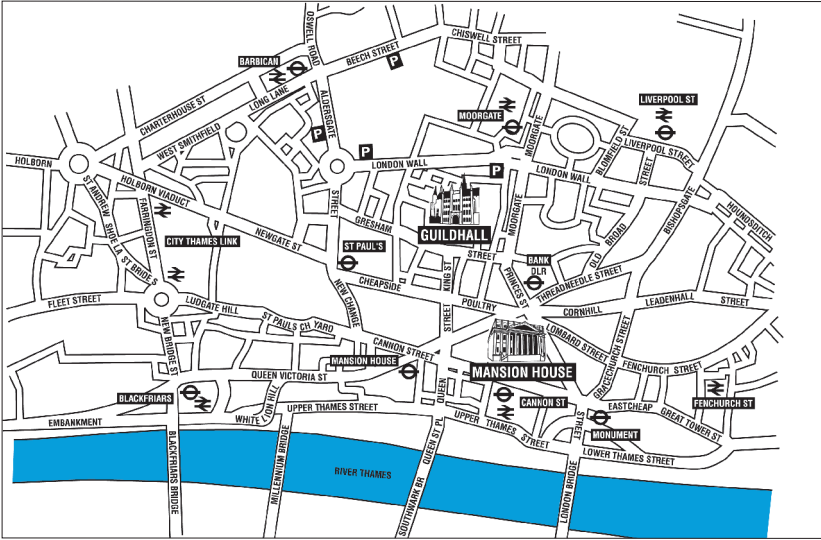 CHISWELL STREET
OSWELL ROAD
BEECH STREET
BARBICAN
P
LONG LANE
CHARTERHOUSE ST
ALDERSGATE
WEST SMITHFIELD
P
P
MOORGATE
MOORGATE
LIVERPOOL ST
LIVERPOOL STREET
BLOMFIELD ST
LONDON WALL
P
LONDON WALL
HOLBORN
HOLBORN VIADUCT
ST ANDREW
SHOE LA
ST BRIDE S
FARRINGDON ST
CITY THAMES LINK
NEWGATE ST
STREET
GRESHAM
STREET
GUILDHALL
MOORGATE
STREET
BISHOPSGATE
HOUNDSDITCH
OLD
BROAD
ST PAUL'S
BANK
DLR
THREADNEEDLE STREET
PRINCES ST
KING ST
STREET
CHEAPSIDE
POULTRY
NEW CHANGE
CORNHILL
LEADENHALL
STREET
FLEET STREET
LUDGATE HILL
ST PAULS CH YARD
CANNON STREET
NEW BRIDGE ST
MANSION HOUSE
MANSION HOUSE
LOMBARD STREET
GRACECHURCH STREET
FENCHURCH STREET
QUEEN VICTORIA ST
QUEEN
BLACKFRIARS
CANNON ST
FENCHURCH ST
EASTCHEAP
GREAT TOWER ST
MONUMENT
WHITE LION HILL
UPPER THAMES STREET
UPPER THAMES
STREET
EMBANKMENT
STREET
LOWER THAMES STREET
BLACKFRIARS BRIDGE
MILLENNIUM BRIDGE
RIVER THAMES
QUEEN ST PL
SOUTHWARK BR
LONDON BRIDGE